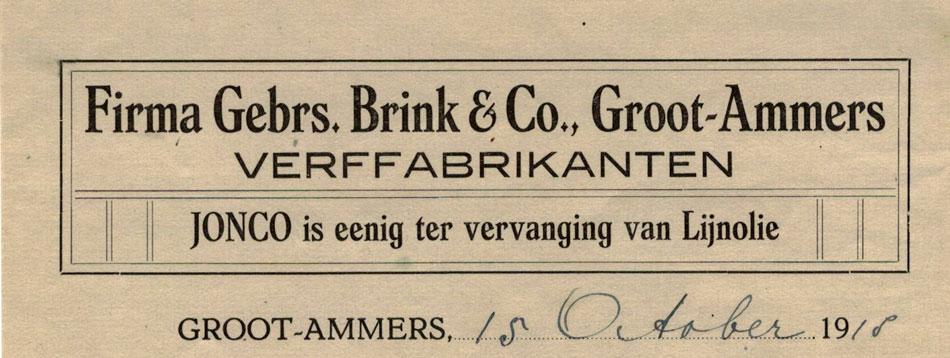 Firma Gebrs. Brink & Co., Groot-Ammers
VERFFABRIKANTEN
JONCO is eenig ter vervanging van Lijnolie
GROOT-AMMERS, 15 October 1918